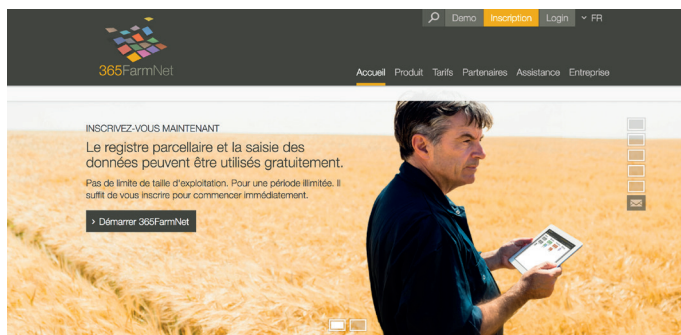 Demo Inscription Login FR
365FarmNet
Accueil Produit Tarifs Partenaires Assistance Entreprise
INSCRIVEZ-VOUS MAINTENANT
Le registre parcellaire et la saisie des
données peuvent être utilisés gratuitement.
Pas de limite de taille d'exploitation. Pour une période illimitée. Il
suffit de vous inscrire pour commencer immédiatement.
> Démarrer 365FarmNet